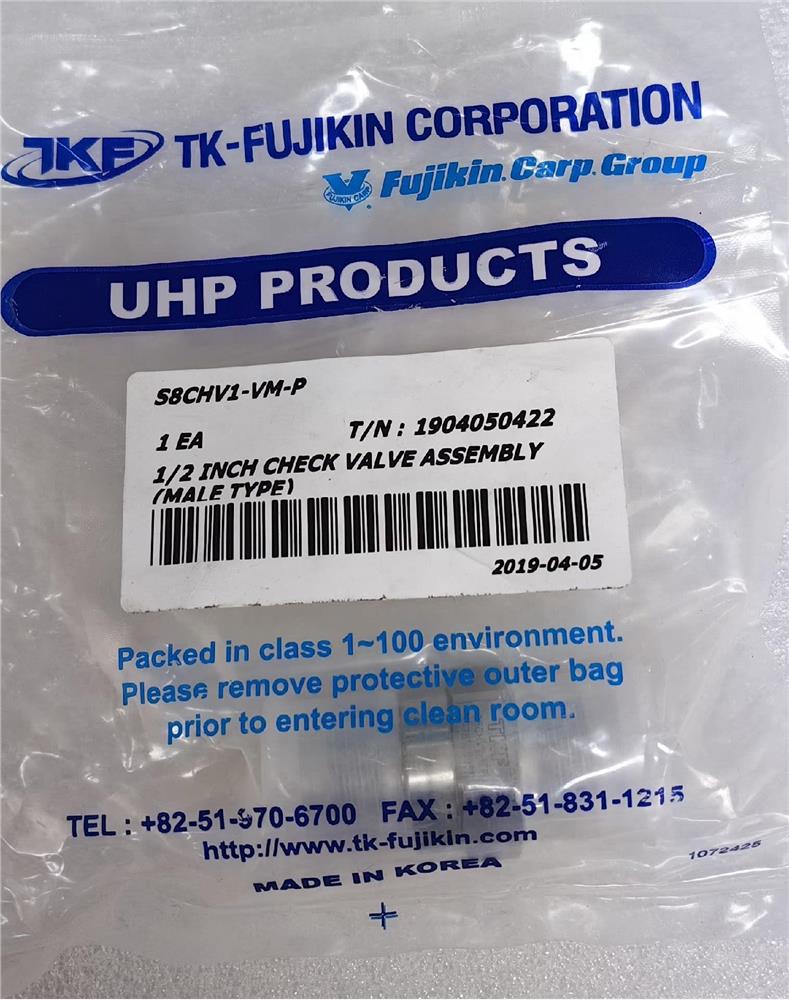 TKF TK-FUJIKIN CORPORATION
FUJIKIN CARP Fujikin. Carp. Group
UHP PRODUCTS
S8CHV1-VM-P
1 EA T/N : 1904050422
1/2 INCH CHECK VALVE ASSEMBLY
(MALE TYPE)
2019-04-05
Packed in class 1~100 environment.
Please remove protective outer bag
prior to entering clean room.
TEL : +82-51-970-6700 FAX : +82-51-831-1215
http://www.tk-fujikin.com
1072425
MADE IN KOREA